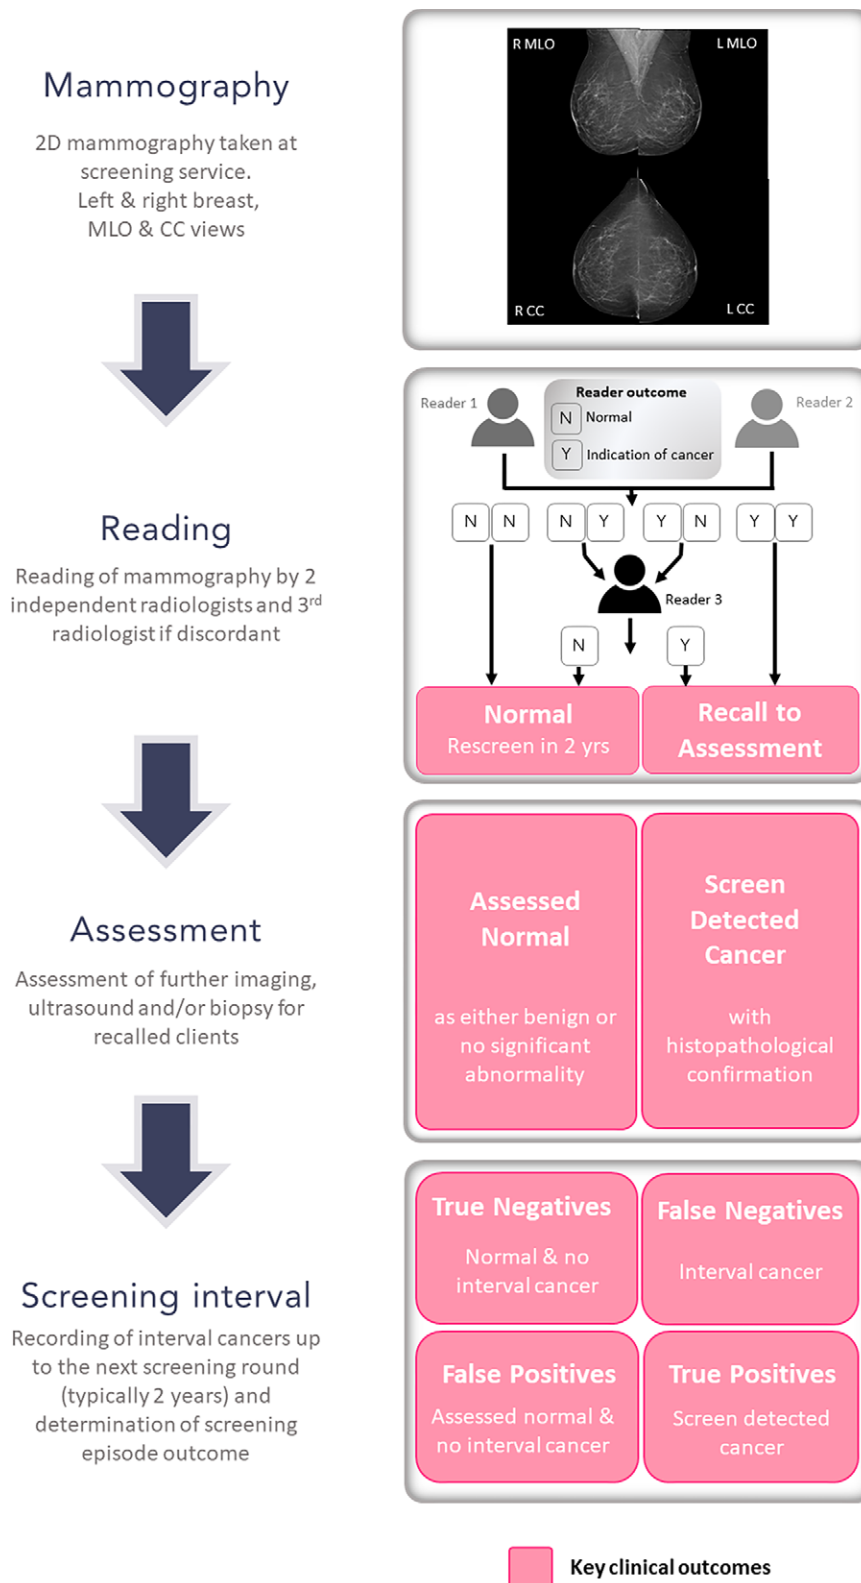 Mammography
2D mammography taken at
screening service.
Left & right breast,
MLO & CC views
R MLO
L MLO
R CC
L CC
Reading
Reading of mammography by 2
independent radiologists and 3rd
radiologist if discordant
Reader 1
Reader outcome
N Normal
Y Indication of cancer
Reader 2
N N N Y Y N Y Y
Reader 3
N Y
Normal
Rescreen in 2 yrs
Recall to
Assessment
Assessment
Assessment of further imaging,
ultrasound and/or biopsy for
recalled clients
Assessed
Normal
as either benign or
no significant
abnormality
Screen
Detected
Cancer
with
histopathological
confirmation
Screening interval
Recording of interval cancers up
to the next screening round
(typically 2 years) and
determination of screening
episode outcome
True Negatives
Normal & no
interval cancer
False Negatives
Interval cancer
False Positives
Assessed normal &
no interval cancer
True Positives
Screen detected
cancer
Key clinical outcomes